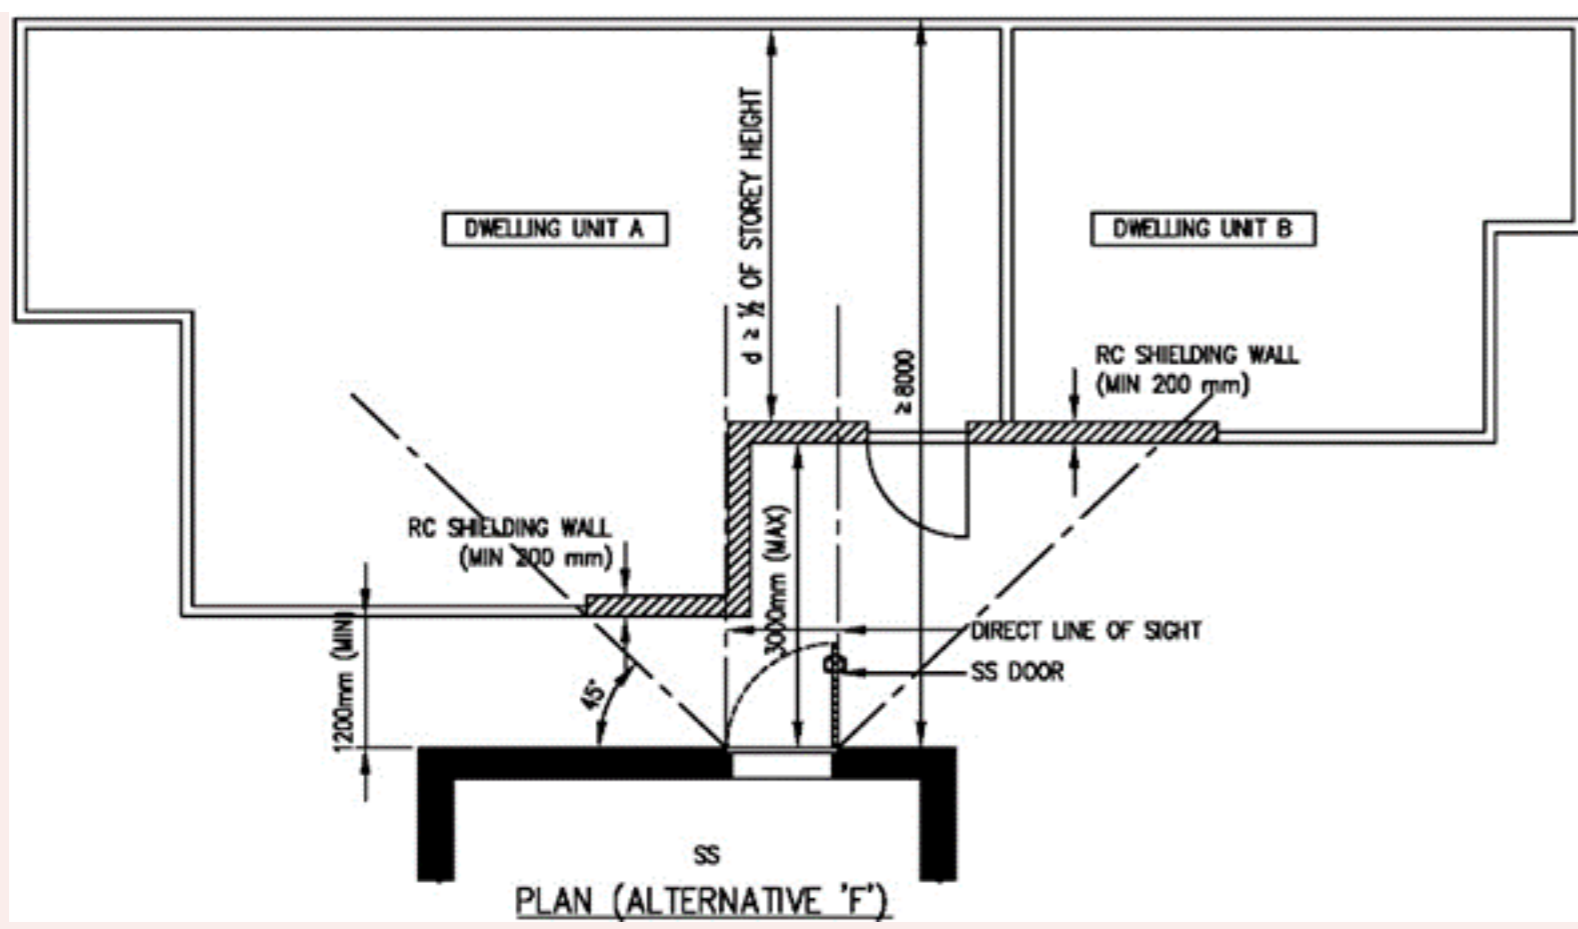 d ≥ ½ OF STOREY HEIGHT
DWELLING UNIT A
DWELLING UNIT B
≥8000
RC SHIELDING WALL
(MIN 200 mm)
RC SHIELDING WALL
(MIN 200 mm)
3000mm (MAX)
1200mm (MIN)
45°
DIRECT LINE OF SIGHT
SS DOOR
SS
PLAN (ALTERNATIVE 'F')